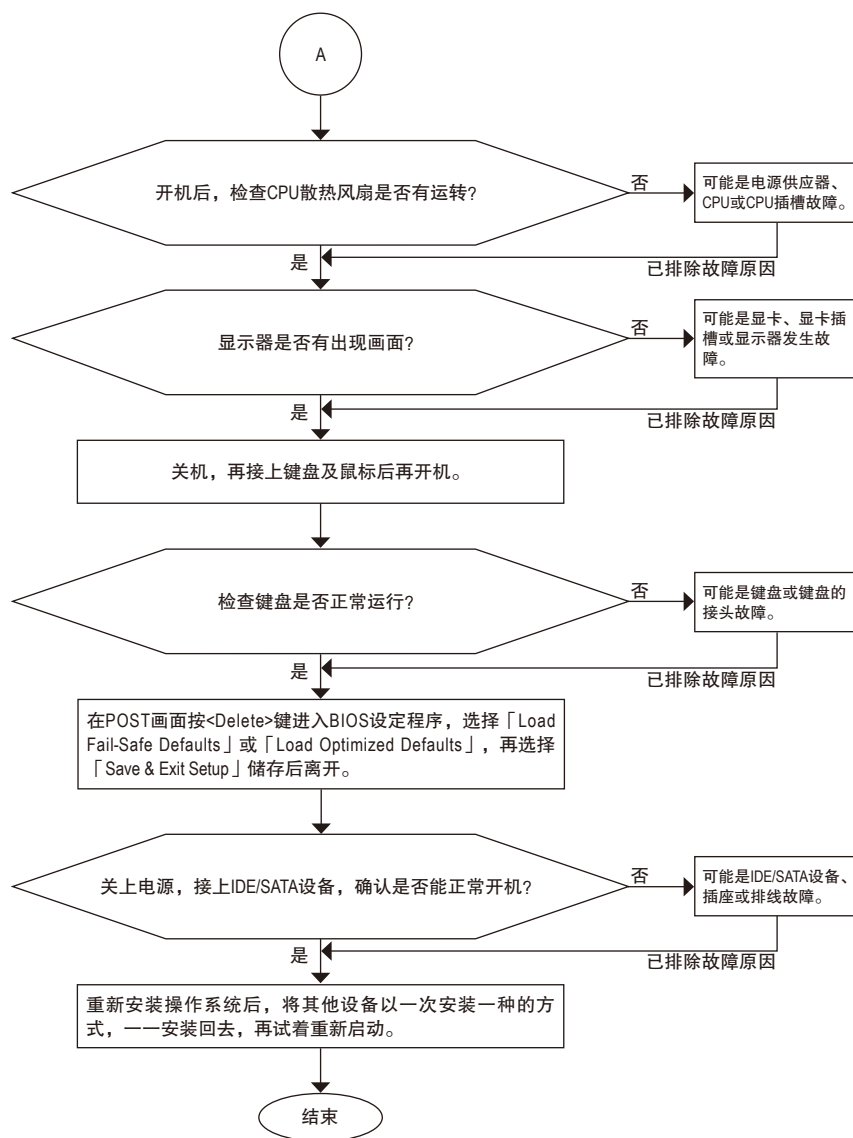 A
开机后，检查CPU散热风扇是否有运转?
否
可能是电源供应器、
CPU或CPU插槽故障。
是
已排除故障原因
显示器是否有出现画面?
否
可能是显卡、显卡插
槽或显示器发生故
障。
是
已排除故障原因
关机，再接上键盘及鼠标后再开机。
检查键盘是否正常运行?
否
可能是键盘或键盘的
接头故障。
是
已排除故障原因
在POST画面按<Delete>键进入BIOS设定程序，选择「Load
Fail-Safe Defaults」或「Load Optimized Defaults」，再选择
「Save & Exit Setup」储存后离开。
关上电源，接上IDE/SATA设备，确认是否能正常开机?
否
可能是IDE/SATA设备、
插座或排线故障。
是
已排除故障原因
重新安装操作系统后，将其他设备以一次安装一种的方
式，一一安装回去，再试着重新启动。
结束